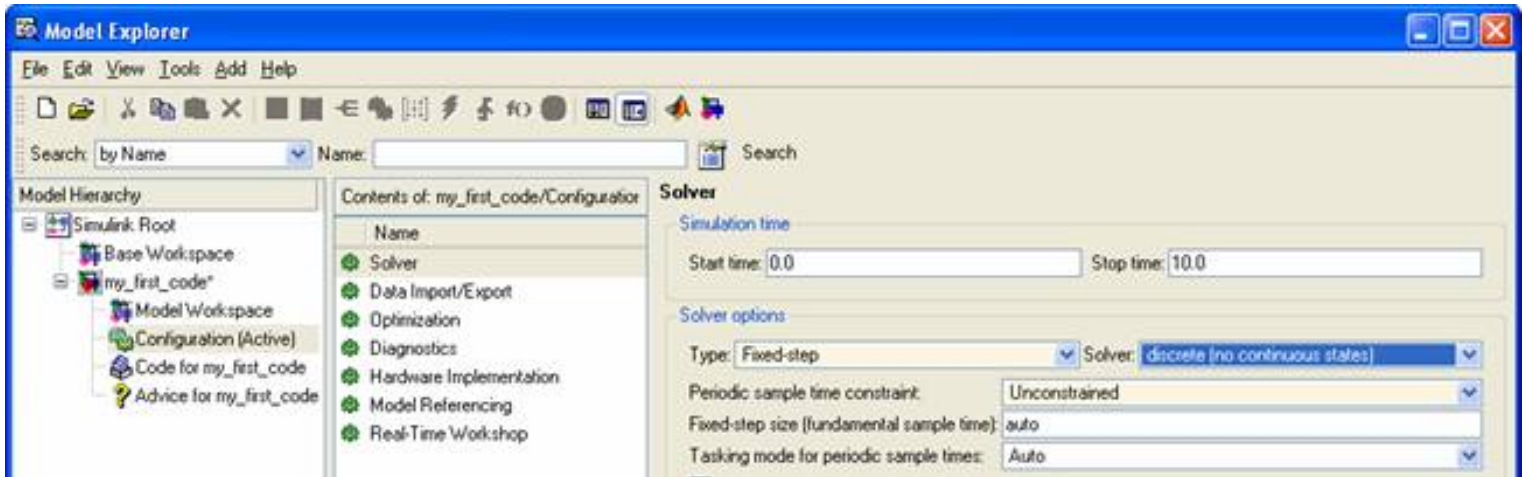 Model Explorer
File Edit View Tools Add Help
Search: by Name Name: Search
Model Hierarchy
Simulink Root
Base Workspace
my_first_code*
Model Workspace
Configuration (Active)
Code for my_first_code
Advice for my_first_code
Contents of: my_first_code/Configuration
Name
Solver
Data Import/Export
Optimization
Diagnostics
Hardware Implementation
Model Referencing
Real-Time Workshop
Solver
Simulation time
Start time: 0.0 Stop time: 10.0
Solver options
Type: Fixed-step Solver: discrete (no continuous states)
Periodic sample time constraint: Unconstrained
Fixed-step size (fundamental sample time): auto
Tasking mode for periodic sample times: Auto